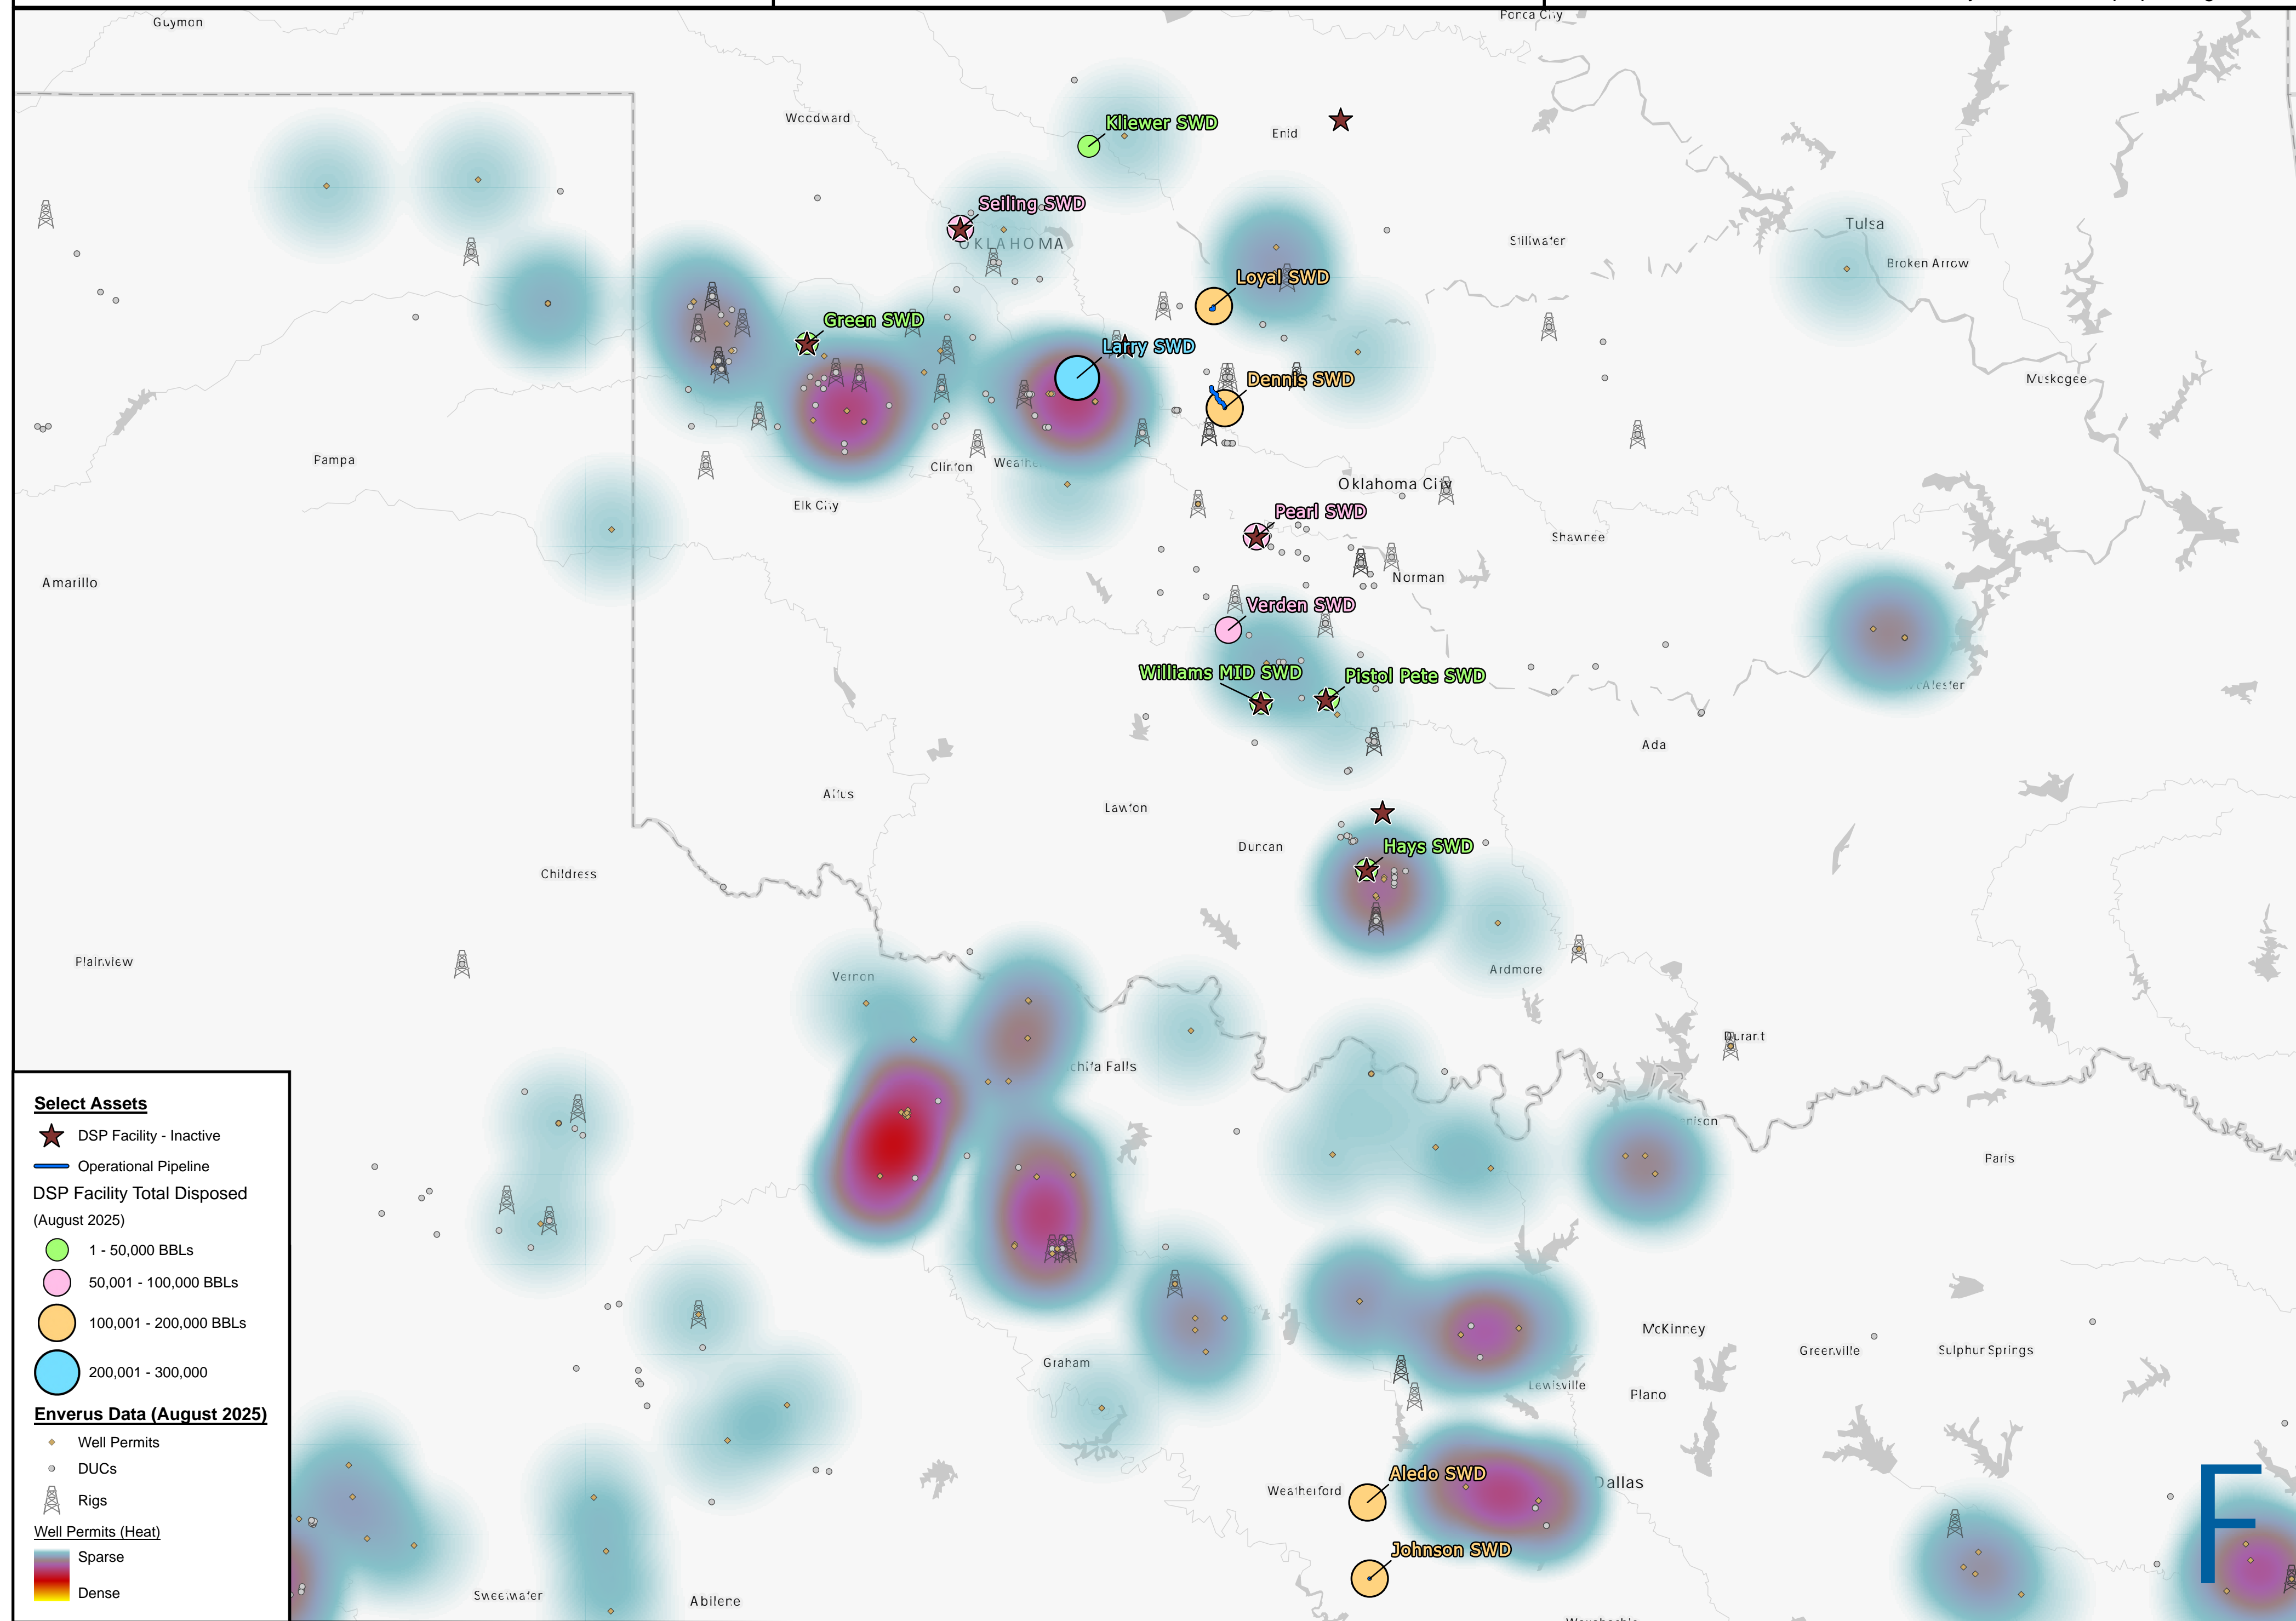 Guymon
Ponca City
Woodward
Kliewer SWD
Enid
Seiling SWD
OKLAHOMA
Tulsa
Stillwater
Broken Arrow
Loyal SWD
Green SWD
Larry SWD
Dennis SWD
Muskogee
Pampa
Clinton
Elk City
Oklahoma City
Pearl SWD
Shawnee
Amarillo
Norman
Verden SWD
Williams MID SWD
Pistol Pete SWD
Ada
Altus
Lawton
Duncan
Hays SWD
Childress
Plainview
Vernon
Ardmore
Durant
Falls
Paris
Select Assets
DSP Facility - Inactive
Operational Pipeline
DSP Facility Total Disposed
(August 2025)
1 - 50,000 BBLs
50,001 - 100,000 BBLs
100,001 - 200,000 BBLs
200,001 - 300,000
Enverus Data (August 2025)
Well Permits
DUCs
Rigs
Well Permits (Heat)
Sparse
Dense
McKinney
Greenville
Sulphur Springs
Graham
Lewisville
Plano
Aledo SWD
Weatherford
Dallas
Johnson SWD
Sweetwater
Abilene
F